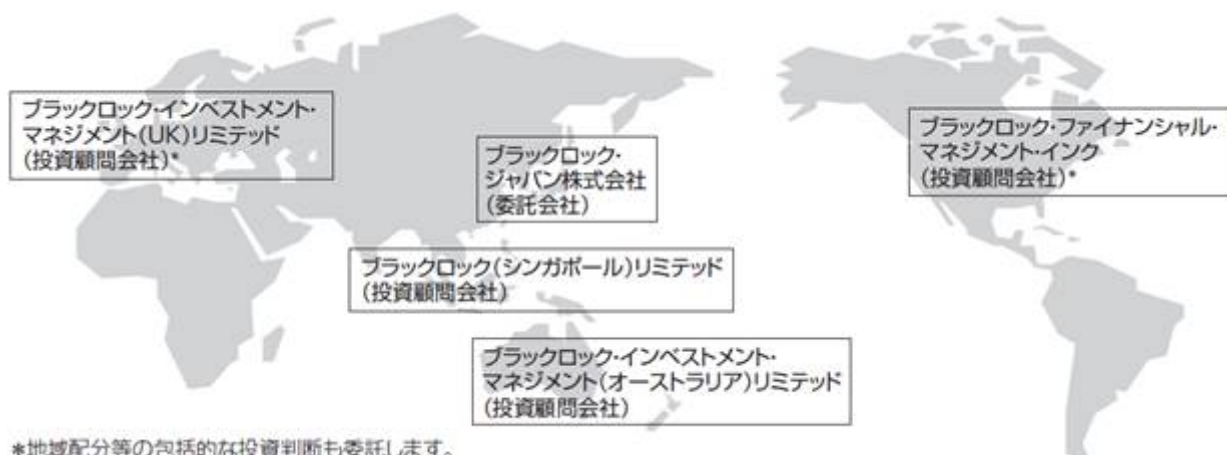 ブラックロック・インベストメント・
マネジメント(UK)リミテッド
(投資顧問会社)*
ブラックロック・
ジャパン株式会社
(委託会社)
ブラックロック・ファイナンシャル・
マネジメント・インク
(投資顧問会社)*
ブラックロック(シンガポール)リミテッド
(投資顧問会社)
ブラックロック・インベストメント・
マネジメント(オーストラリア)リミテッド
(投資顧問会社)
*地域配分等の包括的な投資判断も委託します。